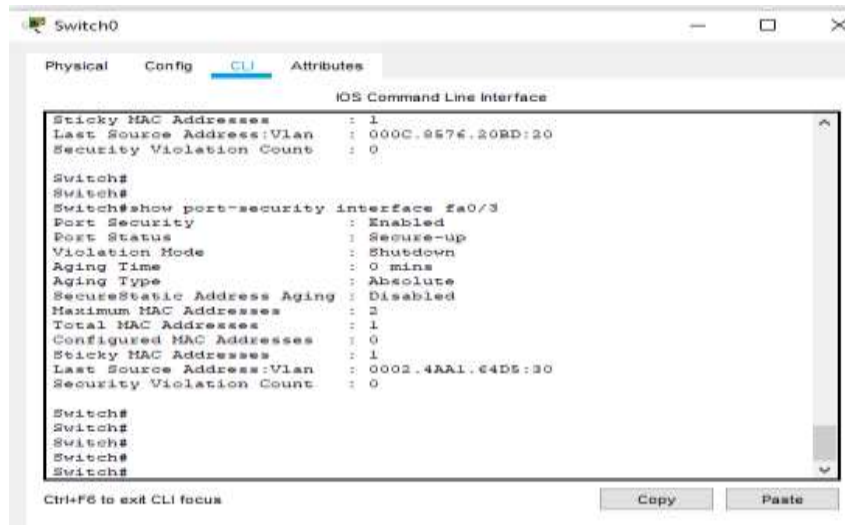 Switch0
Physical Config CLI Attributes
IOS Command Line Interface
Sticky MAC Addresses : 1
Last Source Address:Vlan : 000C.8576.20BD:20
Security Violation Count : 0
Switch#
Switch#
Switch#show port-security interface fa0/3
Port Security : Enabled
Port Status : Secure-up
Violation Mode : Shutdown
Aging Time : 0 mins
Aging Type : Absolute
SecureStatic Address Aging : Disabled
Maximum MAC Addresses : 2
Total MAC Addresses : 1
Configured MAC Addresses : 0
Sticky MAC Addresses : 1
Last Source Address:Vlan : 0002.4AA1.64D5:30
Security Violation Count : 0
Switch#
Switch#
Switch#
Switch#
Switch#
Ctrl+F6 to exit CLI focus
Copy Paste